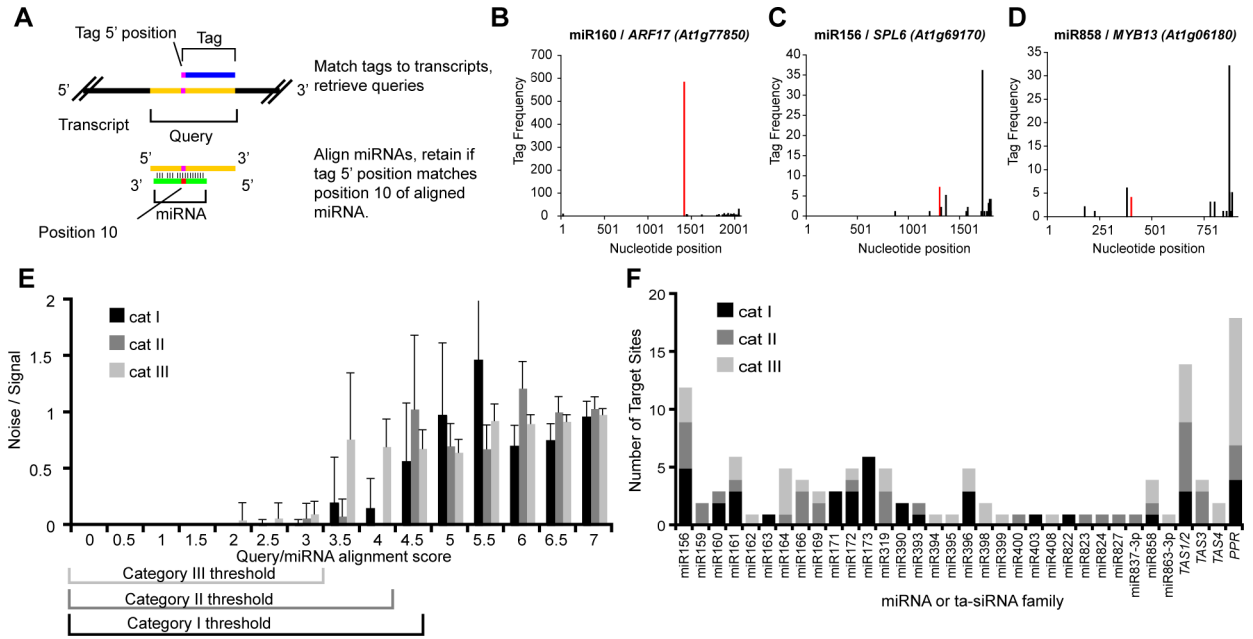 A
Tag 5’ position
Tag
5’
3’
Match tags to transcripts,
retrieve queries
Transcript
Query
5’
3’
3’
5’
miRNA
Position 10
Align miRNAs, retain if
tag 5’ position matches
position 10 of aligned
miRNA.
B
miR160 / ARF17 (At1g77850)
Tag Frequency
700
600
500
400
300
200
100
0
1
501
1001
1501
2001
Nucleotide position
C
miR156 / SPL6 (At1g69170)
Tag Frequency
40
35
30
25
20
15
10
5
0
1
501
1001
1501
Nucleotide position
D
miR858 / MYB13 (At1g06180)
Tag Frequency
35
30
25
20
15
10
5
0
1
251
501
751
Nucleotide position
E
Noise / Signal
2
1.5
1
0.5
0
cat I
cat II
cat III
0 0.5 1 1.5 2 2.5 3 3.5 4 4.5 5 5.5 6 6.5 7
Query/miRNA alignment score
Category III threshold
Category II threshold
Category I threshold
F
Number of Target Sites
20
15
10
5
0
cat I
cat II
cat III
miR156
miR159
miR160
miR161
miR162
miR163
miR164
miR166
miR169
miR171
miR172
miR173
miR319
miR390
miR393
miR394
miR395
miR396
miR398
miR399
miR400
miR403
miR408
miR822
miR823
miR824
miR827
miR837-3p
miR858
miR863-3p
TAS1/2
TAS3
TAS4
PPR
miRNA or ta-siRNA family